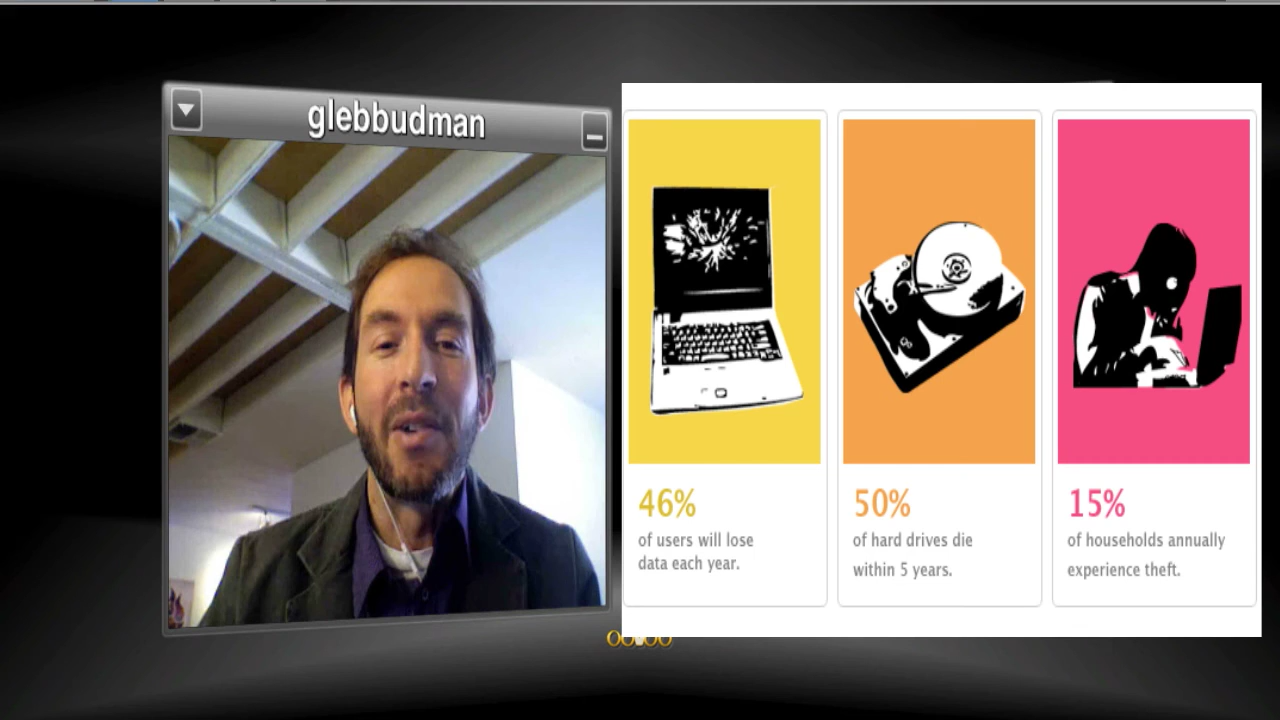 glebbudman
46%
of users will lose
data each year.
50%
of hard drives die
within 5 years.
15%
of households annually
experience theft.